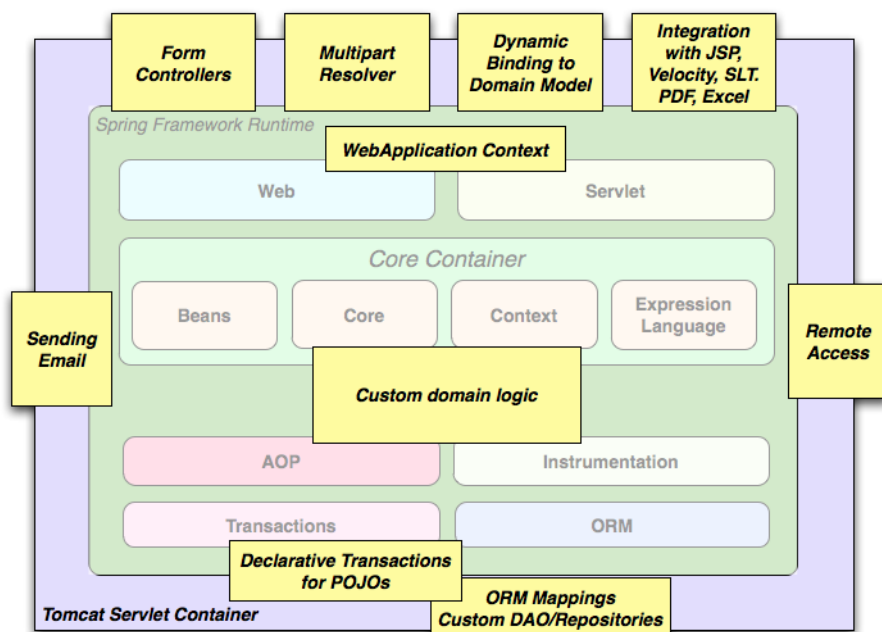 Form
Controllers
Multipart
Resolver
Dynamic
Binding to
Domain Model
Integration
with JSP,
Velocity, SLT.
PDF, Excel
Spring Framework Runtime
WebApplication Context
Web
Servlet
Core Container
Beans
Core
Context
Expression
Language
Sending
Email
Remote
Access
Custom domain logic
AOP
Instrumentation
Transactions
ORM
Declarative Transactions
for POJOs
ORM Mappings
Custom DAO/Repositories
Tomcat Servlet Container